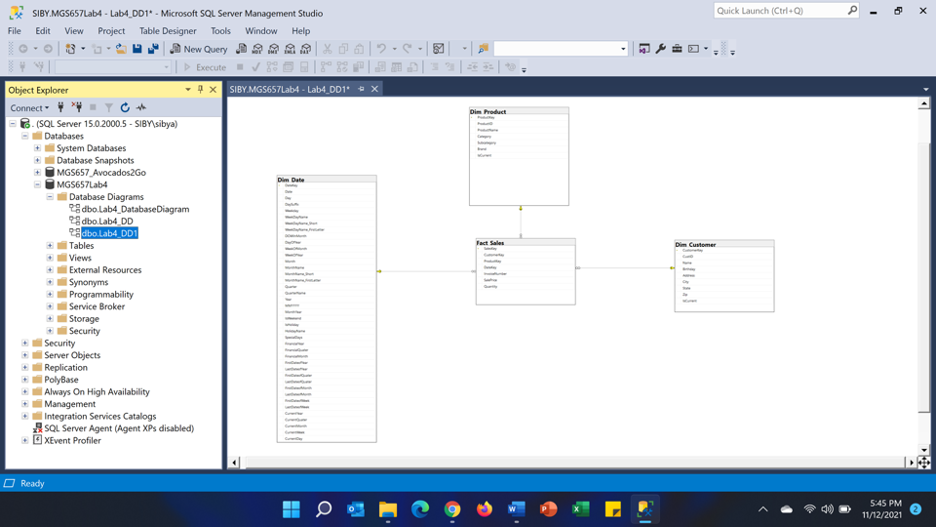 SIBY.MGS657Lab4 - Lab4_DD1* - Microsoft SQL Server Management Studio
Quick Launch (Ctrl+Q)
File Edit View Project Table Designer Tools Window Help
New Query
Execute
Object Explorer
Connect
. (SQL Server 15.0.2000.5 - SIBY\sibya)
Databases
System Databases
Database Snapshots
MGS657_Avocados2Go
MGS657Lab4
Database Diagrams
dbo.Lab4_DatabaseDiagram
dbo.Lab4_DD
dbo.Lab4_DD1
Tables
Views
External Resources
Synonyms
Programmability
Service Broker
Storage
Security
Security
Server Objects
Replication
PolyBase
Always On High Availability
Management
Integration Services Catalogs
SQL Server Agent (Agent XPs disabled)
XEvent Profiler
SIBY.MGS657Lab4 - Lab4_DD1*
Dim Product
ProductKey
ProductID
ProductName
Category
Subcategory
Brand
IsCurrent
Dim Date
DateKey
Date
Day
DaySuffix
Weekday
WeekDayName
WeekDayName_Short
WeekDayName_FirstLetter
DOWInMonth
DayOfYear
WeekOfMonth
WeekOfYear
Month
MonthName
MonthName_Short
MonthName_FirstLetter
Quarter
QuarterName
Year
MMYYYY
MonthYear
IsWeekend
IsHoliday
HolidayName
SpecialDays
FinancialYear
FinancialQuater
FinancialMonth
FirstDateofYear
LastDateofYear
FirstDateofQuater
LastDateofQuater
FirstDateofMonth
LastDateofMonth
FirstDateofWeek
LastDateofWeek
CurrentYear
CurrentQuater
CurrentMonth
CurrentWeek
CurrentDay
Fact Sales
SalesKey
CustomerKey
ProductKey
DateKey
InvoiceNumber
SalePrice
Quantity
Dim Customer
CustomerKey
CustID
Name
Birthday
Address
City
State
Zip
IsCurrent
Ready
5:45 PM
11/12/2021
2